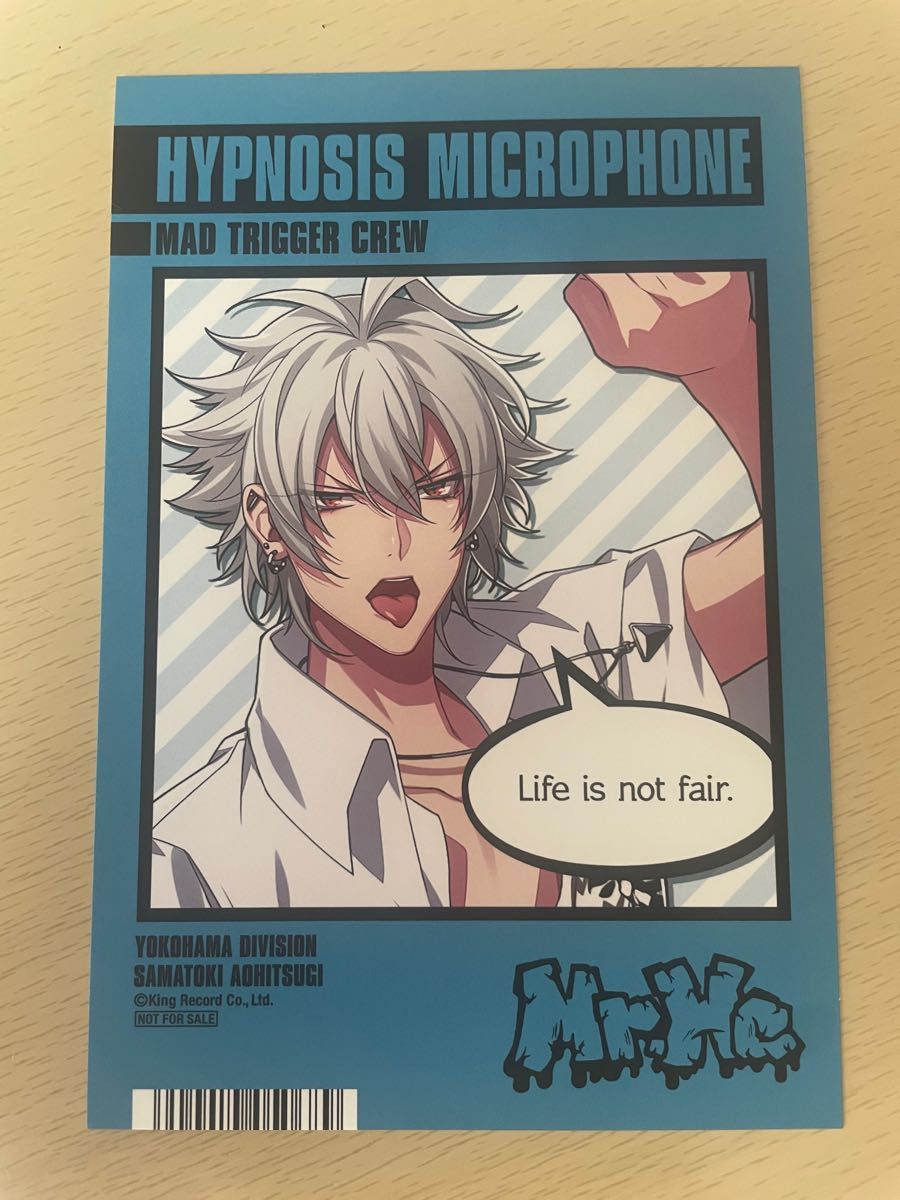 HYPNOSIS MICROPHONE
MAD TRIGGER CREW
Life is not fair.
YOKOHAMA DIVISION
SAMATOKI AOHITSUGI
©King Record Co., Ltd.
NOT FOR SALE
Mr.Hc